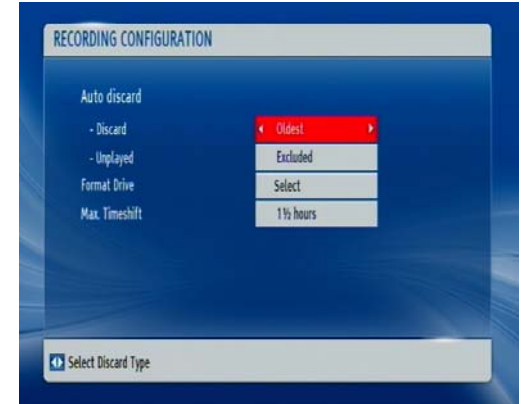 RECORDING CONFIGURATION
Auto discard
- Discard Oldest
- Unplayed Excluded
Format Drive Select
Max. Timeshift 1½ hours
Select Discard Type